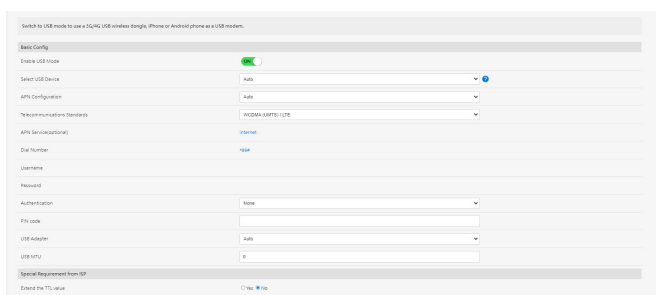 Switch to USB mode to use a 3G/4G USB wireless dongle, iPhone or Android phone as a USB modem.
Basic Config
Enable USB Mode ON
Select USB Device Auto ?
APN Configuration Auto
Telecommunications Standards WCDMA (UMTS) / LTE
APN Service(optional) internet
Dial Number *99#
Username
Password
Authentication None
PIN code
USB Adapter Auto
USB MTU 0
Special Requirement from ISP
Extend the TTL value Yes No